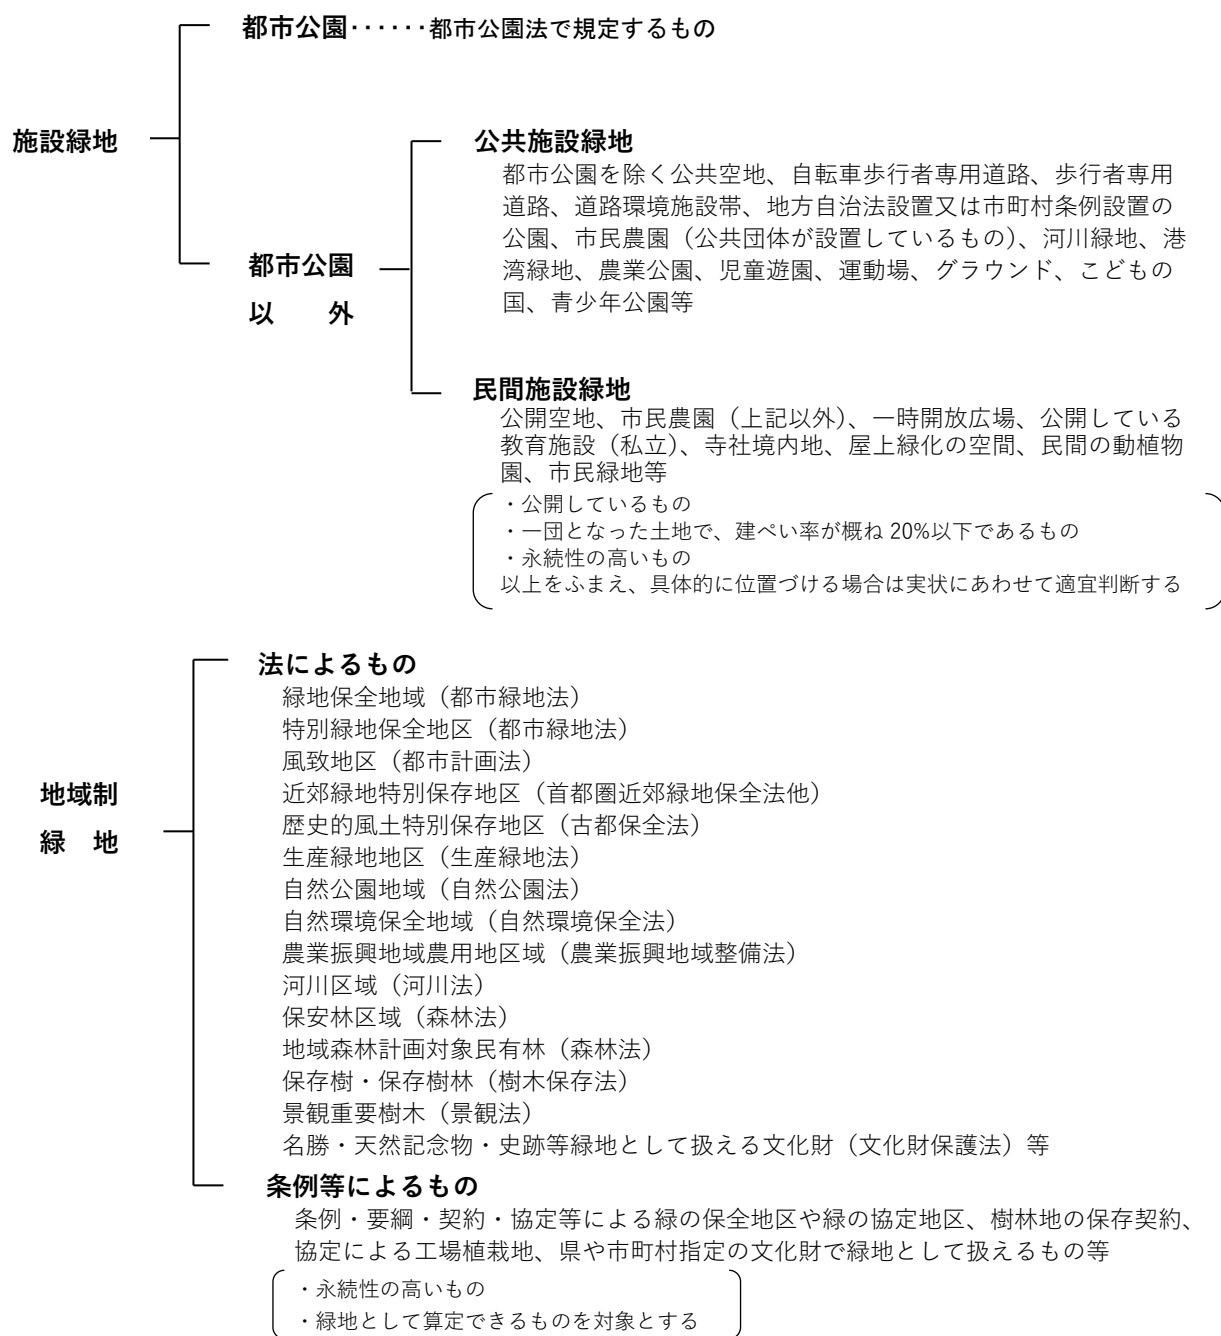 都市公園‥‥‥都市公園法で規定するもの
施設緑地
公共施設緑地
都市公園を除く公共空地、自転車歩行者専用道路、歩行者専用
道路、道路環境施設帯、地方自治法設置又は市町村条例設置の
公園、市民農園（公共団体が設置しているもの）、河川緑地、港
湾緑地、農業公園、児童遊園、運動場、グラウンド、こどもの
国、青少年公園等
都市公園
以　外
民間施設緑地
公開空地、市民農園（上記以外）、一時開放広場、公開している
教育施設（私立）、寺社境内地、屋上緑化の空間、民間の動植物
園、市民緑地等
・公開しているもの
・一団となった土地で、建ぺい率が概ね 20%以下であるもの
・永続性の高いもの
以上をふまえ、具体的に位置づける場合は実状にあわせて適宜判断する
法によるもの
緑地保全地域（都市緑地法）
特別緑地保全地区（都市緑地法）
風致地区（都市計画法）
近郊緑地特別保存地区（首都圏近郊緑地保全法他）
歴史的風土特別保存地区（古都保全法）
生産緑地地区（生産緑地法）
自然公園地域（自然公園法）
自然環境保全地域（自然環境保全法）
農業振興地域農用地区域（農業振興地域整備法）
河川区域（河川法）
保安林区域（森林法）
地域森林計画対象民有林（森林法）
保存樹・保存樹林（樹木保存法）
景観重要樹木（景観法）
名勝・天然記念物・史跡等緑地として扱える文化財（文化財保護法）等
地域制
緑　地
条例等によるもの
条例・要綱・契約・協定等による緑の保全地区や緑の協定地区、樹林地の保存契約、
協定による工場植栽地、県や市町村指定の文化財で緑地として扱えるもの等
・永続性の高いもの
・緑地として算定できるものを対象とする